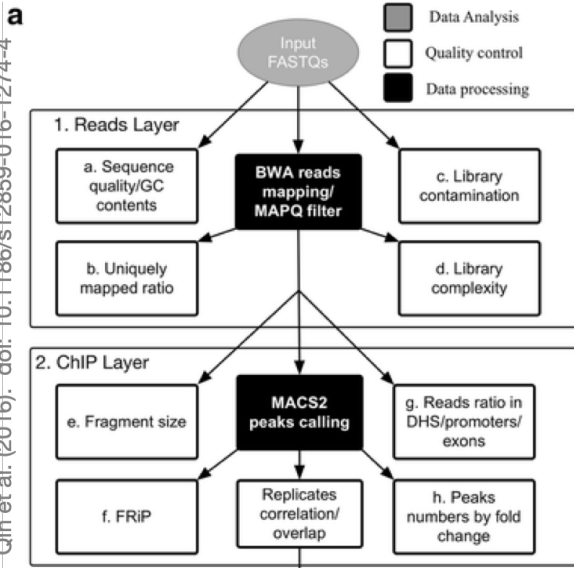 a
Data Analysis
Quality control
Data processing
Input
FASTQs
1. Reads Layer
a. Sequence
quality/GC
contents
BWA reads
mapping/
MAPQ filter
c. Library
contamination
b. Uniquely
mapped ratio
d. Library
complexity
2. ChIP Layer
e. Fragment size
MACS2
peaks calling
g. Reads ratio in
DHS/promoters/
exons
f. FRiP
Replicates
correlation/
overlap
h. Peaks
numbers by fold
change
Qin et al. (2016). doi: 10.1186/s12859-016-1274-4